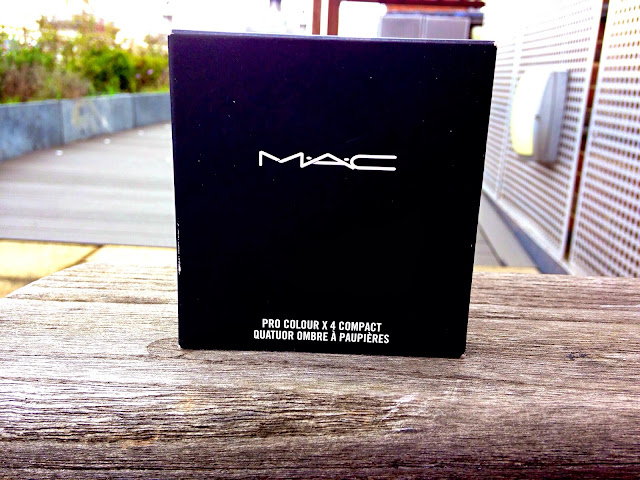 M·A·C
PRO COLOUR X 4 COMPACT
QUATUOR OMBRE À PAUPIÈRES